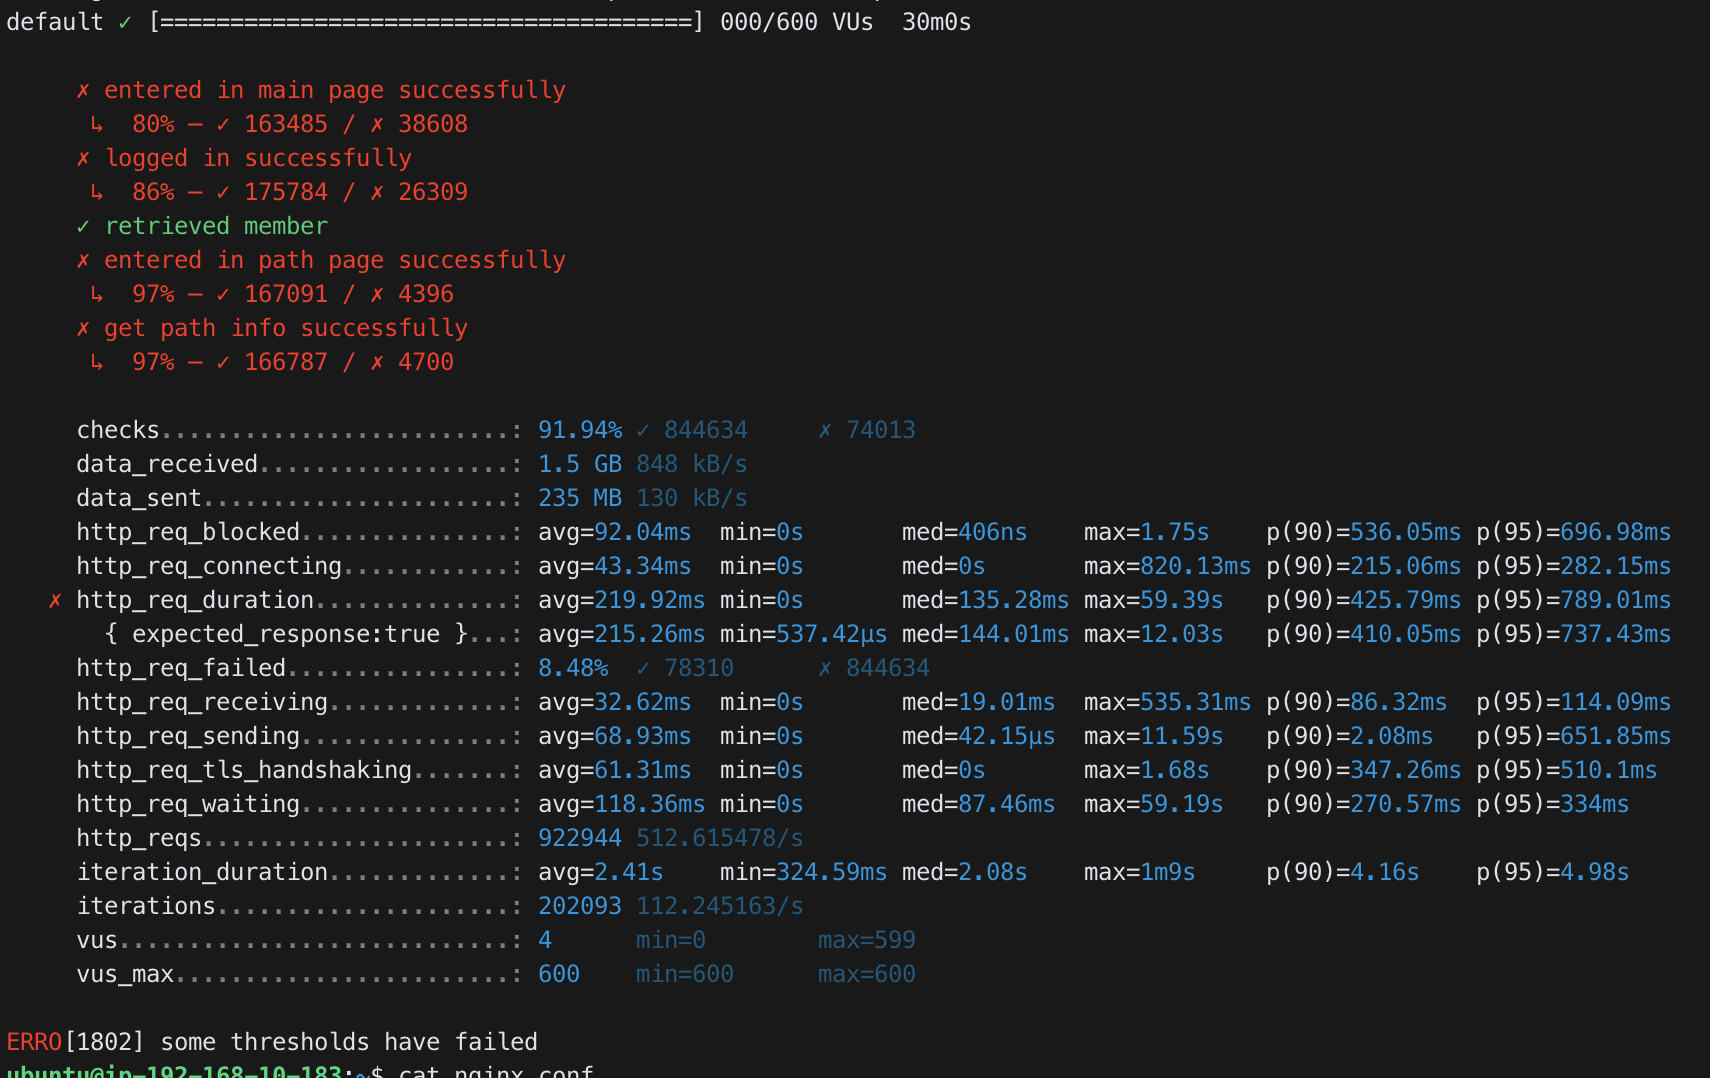 default ✓ [======================================] 000/600 VUs  30m0s
✗ entered in main page successfully
↳  80% — ✓ 163485 / ✗ 38608
✗ logged in successfully
↳  86% — ✓ 175784 / ✗ 26309
✓ retrieved member
✗ entered in path page successfully
↳  97% — ✓ 167091 / ✗ 4396
✗ get path info successfully
↳  97% — ✓ 166787 / ✗ 4700
checks.........................: 91.94% ✓ 844634     ✗ 74013
data_received..................: 1.5 GB 848 kB/s
data_sent......................: 235 MB 130 kB/s
http_req_blocked...............: avg=92.04ms  min=0s       med=406ns    max=1.75s    p(90)=536.05ms p(95)=696.98ms
http_req_connecting............: avg=43.34ms  min=0s       med=0s       max=820.13ms p(90)=215.06ms p(95)=282.15ms
✗ http_req_duration..............: avg=219.92ms min=0s       med=135.28ms max=59.39s   p(90)=425.79ms p(95)=789.01ms
{ expected_response:true }...: avg=215.26ms min=537.42µs med=144.01ms max=12.03s   p(90)=410.05ms p(95)=737.43ms
http_req_failed................: 8.48%  ✓ 78310      ✗ 844634
http_req_receiving.............: avg=32.62ms  min=0s       med=19.01ms  max=535.31ms p(90)=86.32ms  p(95)=114.09ms
http_req_sending...............: avg=68.93ms  min=0s       med=42.15µs  max=11.59s   p(90)=2.08ms   p(95)=651.85ms
http_req_tls_handshaking.......: avg=61.31ms  min=0s       med=0s       max=1.68s    p(90)=347.26ms p(95)=510.1ms
http_req_waiting...............: avg=118.36ms min=0s       med=87.46ms  max=59.19s   p(90)=270.57ms p(95)=334ms
http_reqs......................: 922944 512.615478/s
iteration_duration.............: avg=2.41s    min=324.59ms med=2.08s    max=1m9s     p(90)=4.16s    p(95)=4.98s
iterations.....................: 202093 112.245163/s
vus............................: 4      min=0        max=599
vus_max........................: 600    min=600      max=600
ERRO[1802] some thresholds have failed
ubuntu@ip-192-168-10-183:~$ cat nginx.conf